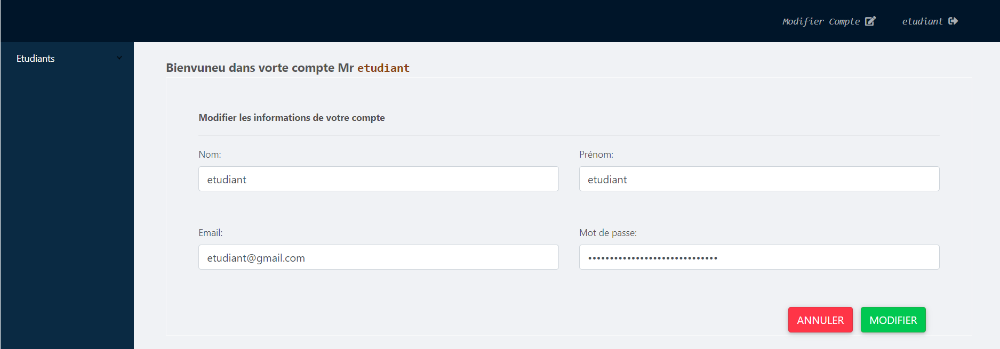 Modifier Compte
etudiant
Etudiants
Bienvuneu dans vorte compte Mr etudiant
Modifier les informations de votre compte
Nom:
Prénom:
etudiant
etudiant
Email:
Mot de passe:
etudiant@gmail.com
••••••••••••••••••••••••••••••
ANNULER
MODIFIER